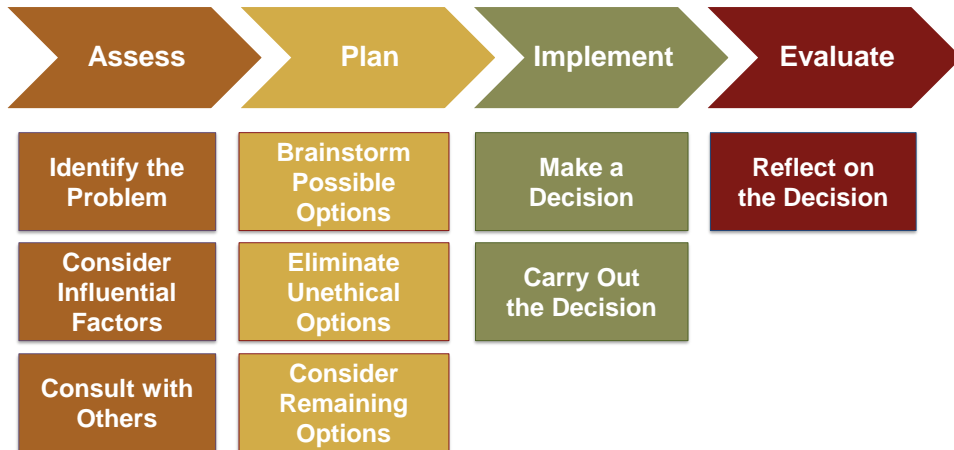 Assess
Plan
Implement
Evaluate
Identify the
Problem
Consider
Influential
Factors
Consult with
Others
Brainstorm
Possible
Options
Eliminate
Unethical
Options
Consider
Remaining
Options
Make a
Decision
Carry Out
the Decision
Reflect on
the Decision